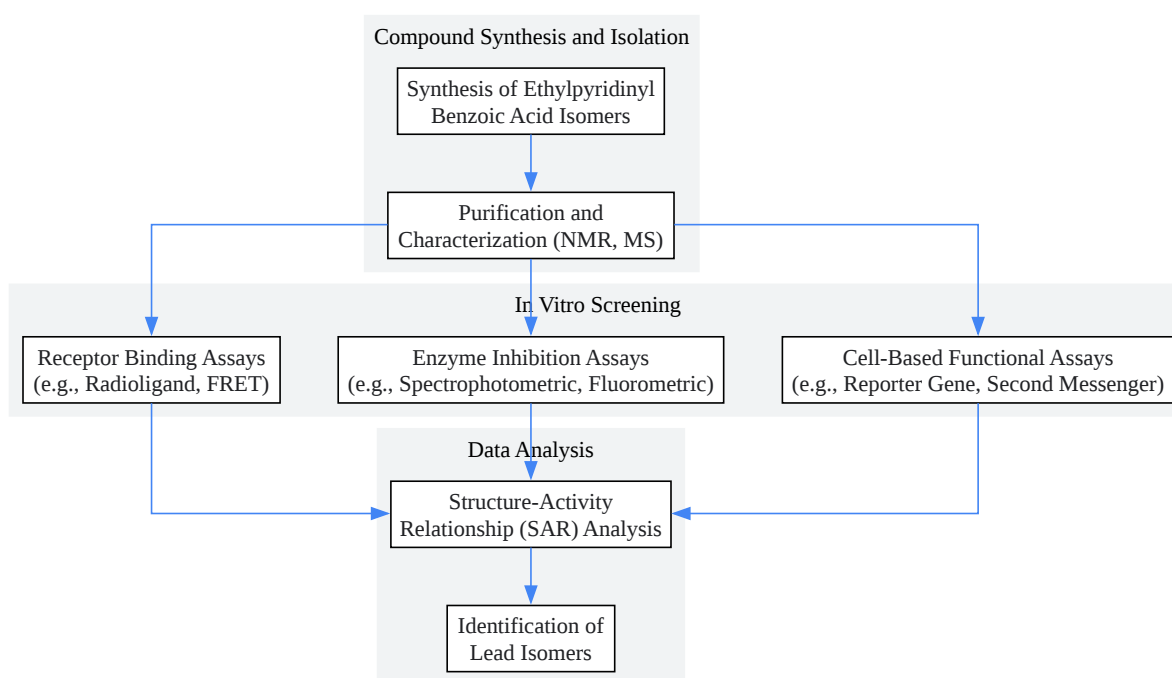 Compound Synthesis and Isolation
Synthesis of Ethylpyridinyl
Benzoic Acid Isomers
Purification and
Characterization (NMR, MS)
In Vitro Screening
Receptor Binding Assays
(e.g., Radioligand, FRET)
Enzyme Inhibition Assays
(e.g., Spectrophotometric, Fluorometric)
Cell-Based Functional Assays
(e.g., Reporter Gene, Second Messenger)
Data Analysis
Structure-Activity
Relationship (SAR) Analysis
Identification of
Lead Isomers